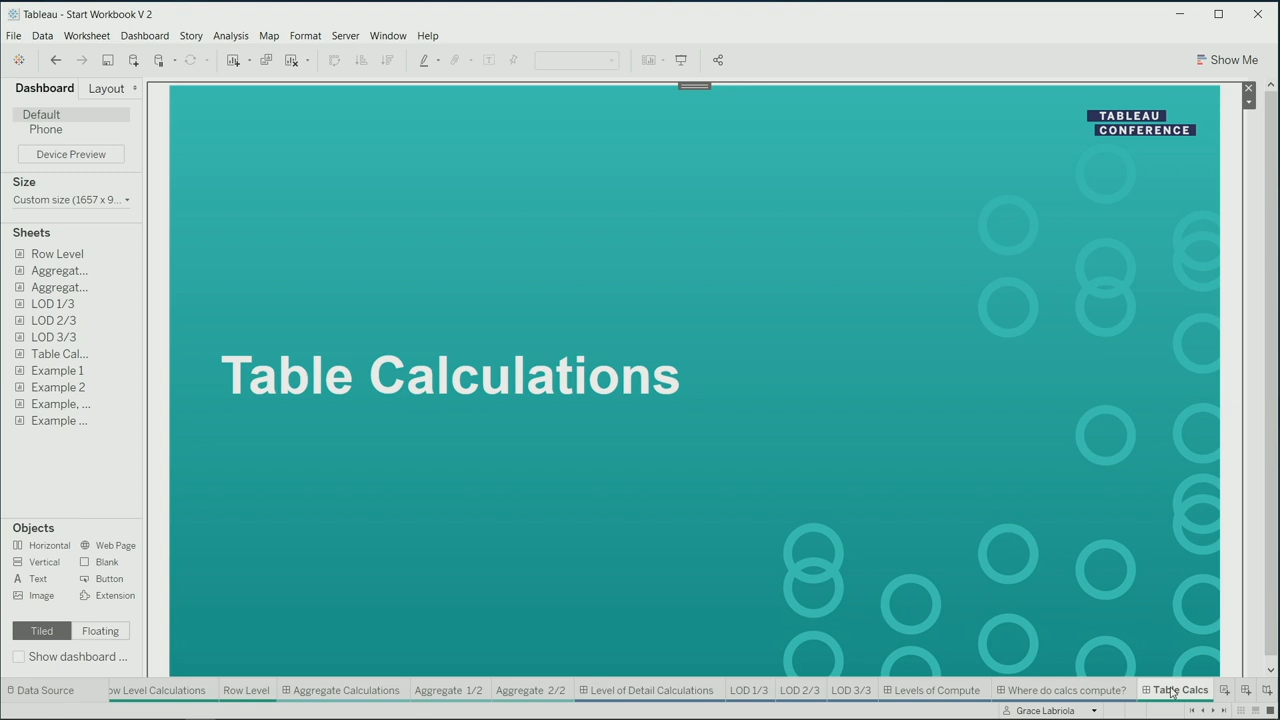 Tableau - Start Workbook V 2
File Data Worksheet Dashboard Story Analysis Map Format Server Window Help
Show Me
Dashboard Layout
Default
Phone
Device Preview
Size
Custom size (1657 x 9...
Sheets
Row Level
Aggregat...
Aggregat...
LOD 1/3
LOD 2/3
LOD 3/3
Table Cal...
Example 1
Example 2
Example, ...
Example ...
Objects
Horizontal Web Page
Vertical Blank
Text Button
Image Extension
Tiled Floating
Show dashboard ...
TABLEAU
CONFERENCE
Table Calculations
Data Source ow Level Calculations Row Level Aggregate Calculations Aggregate 1/2 Aggregate 2/2 Level of Detail Calculations LOD 1/3 LOD 2/3 LOD 3/3 Levels of Compute Where do calcs compute? Table Calcs
Grace Labriola